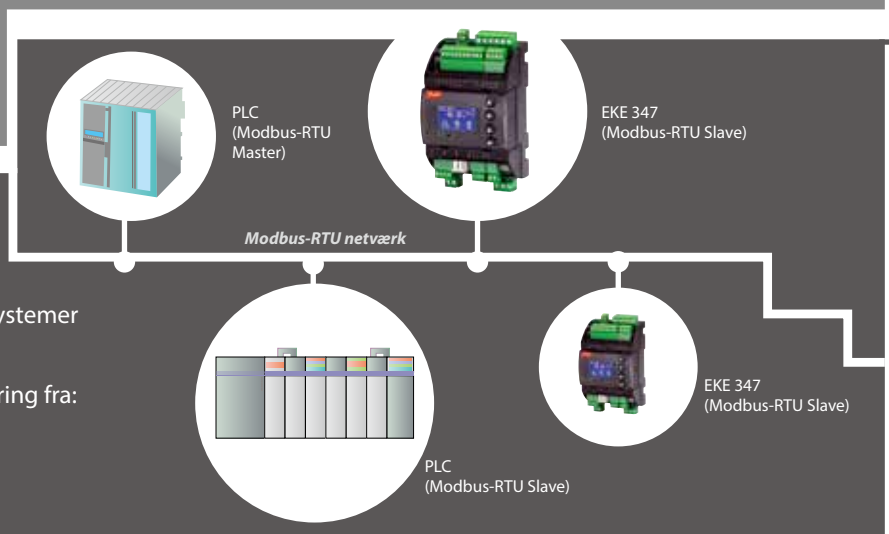 PLC
(Modbus-RTU
Master)
EKE 347
(Modbus-RTU Slave)
Modbus-RTU netværk
ystemer
ring fra:
EKE 347
(Modbus-RTU Slave)
PLC
(Modbus-RTU Slave)